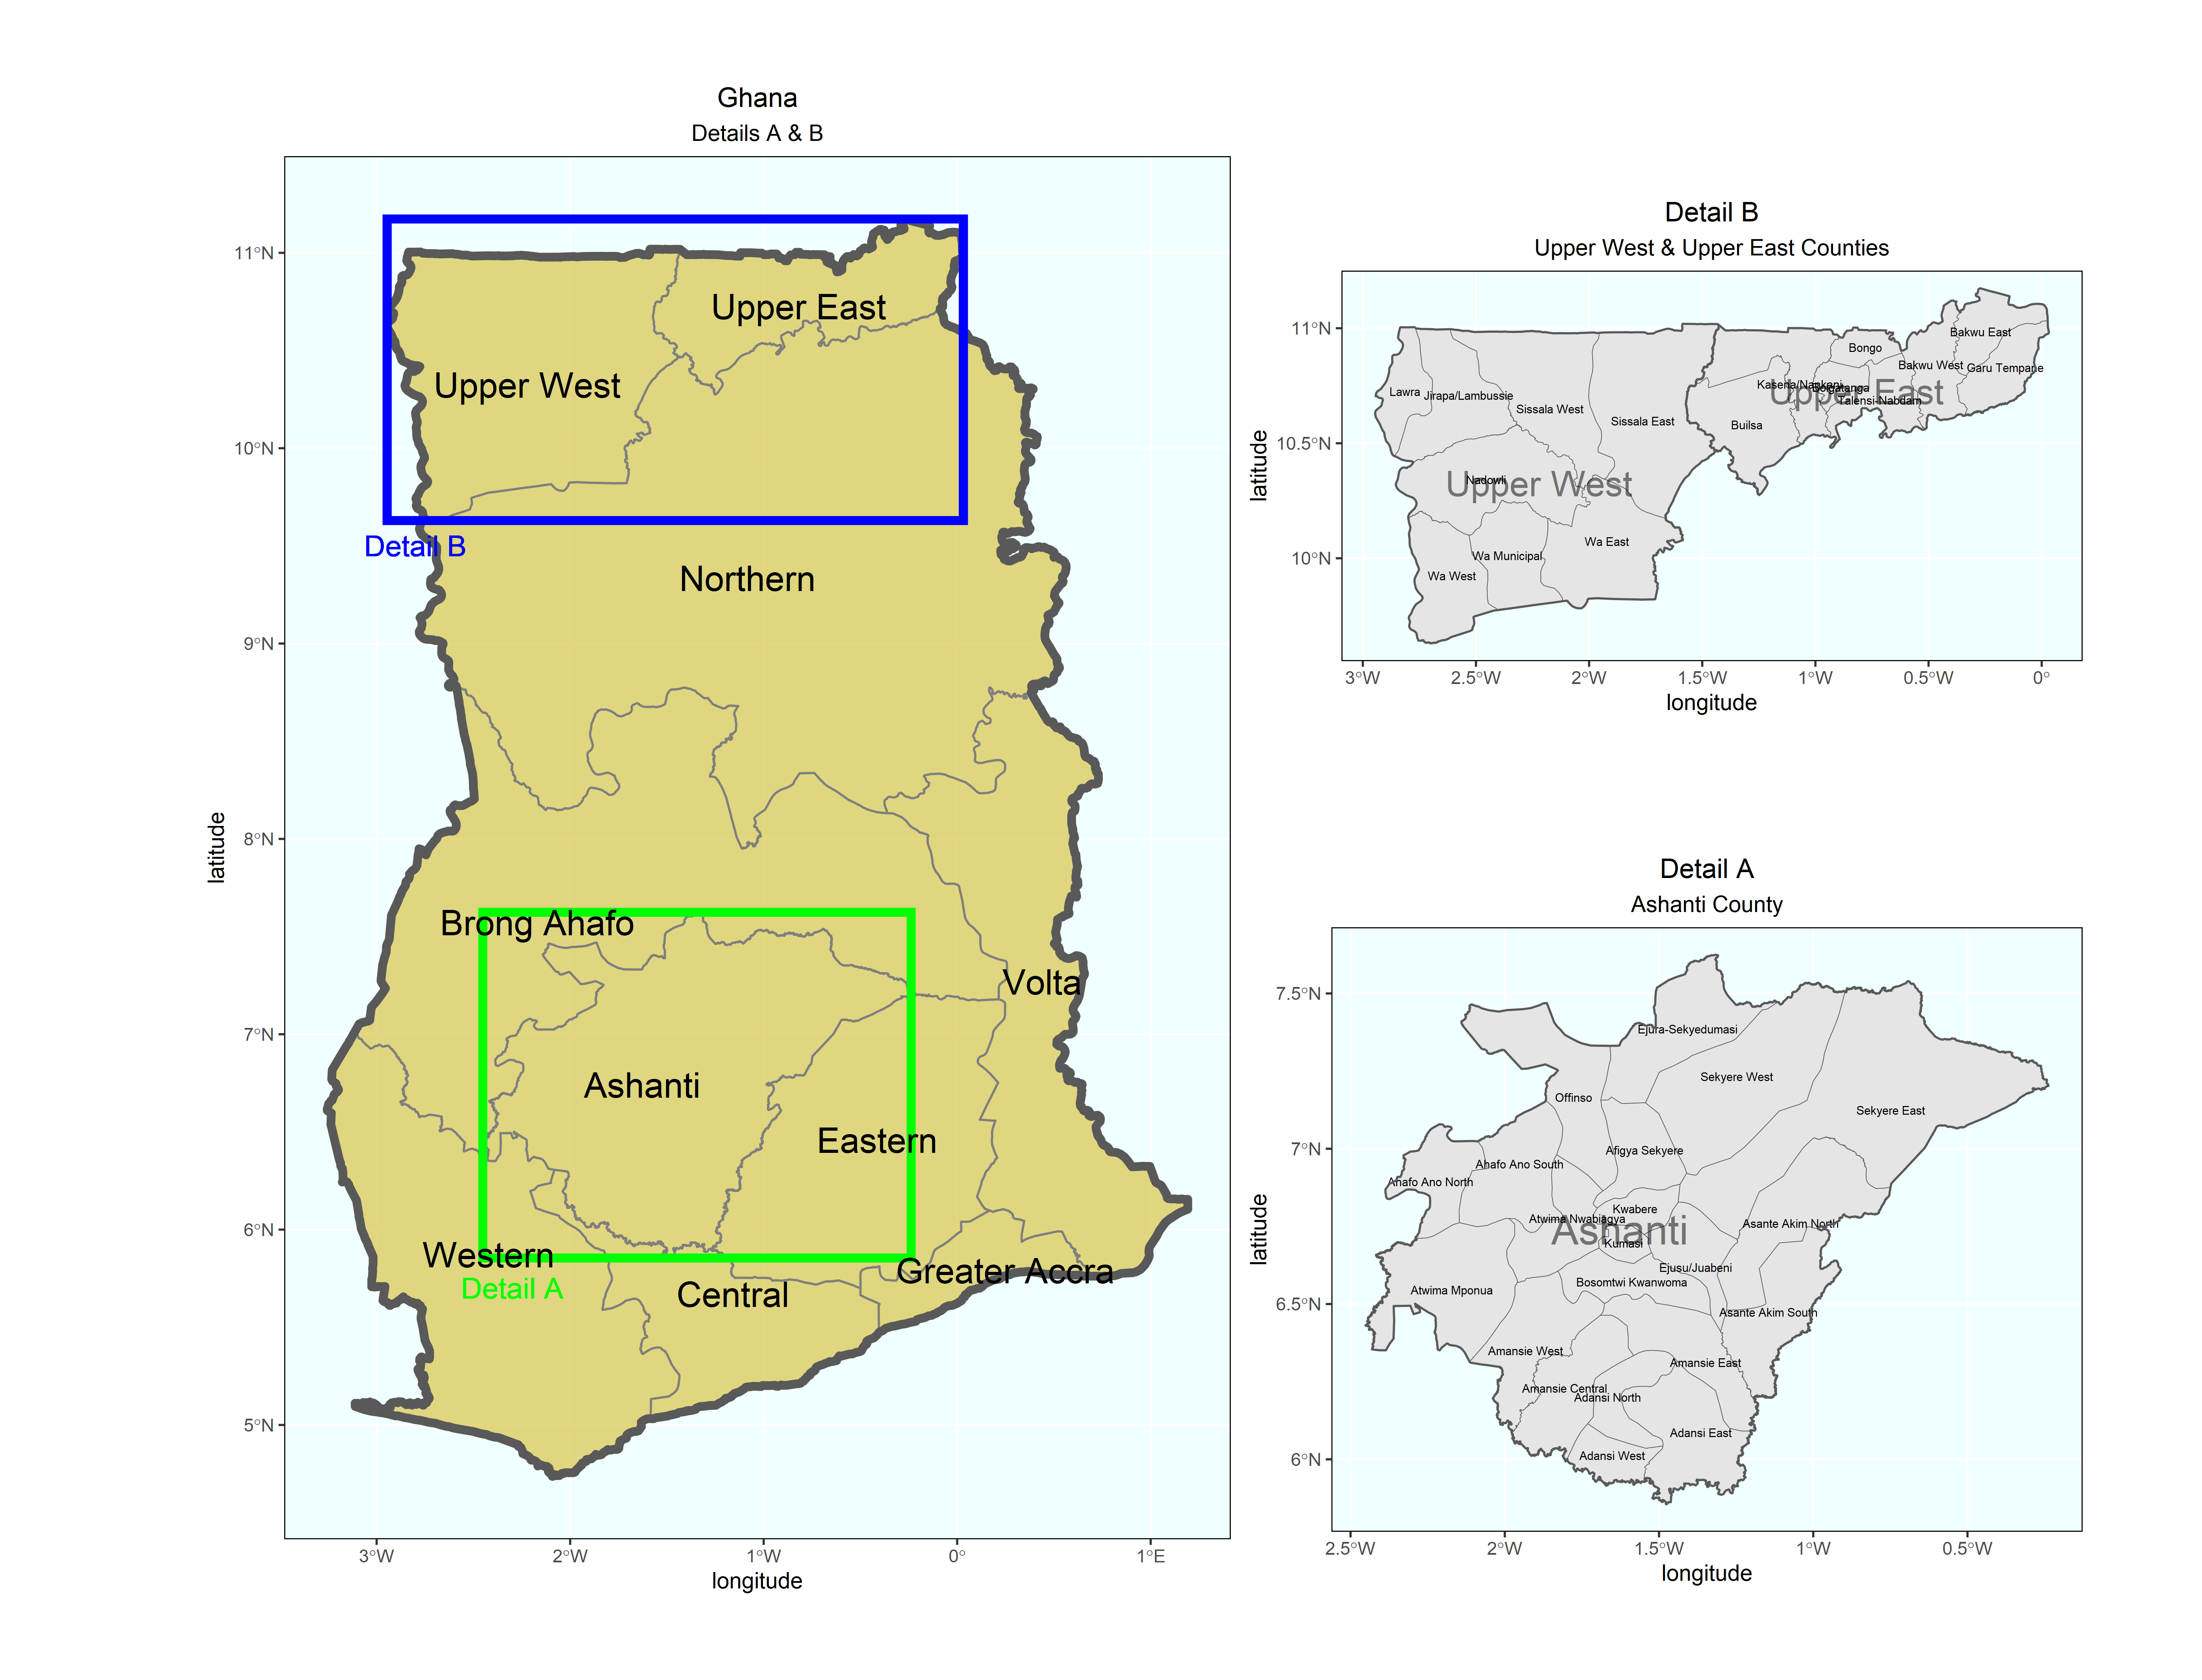 Ghana
Details A & B
11°N
10°N
9°N
8°N
7°N
6°N
5°N
latitude
3°W
2°W
1°W
0°
1°E
longitude
Upper East
Upper West
Detail B
Northern
Brong Ahafo
Volta
Ashanti
Eastern
Western
Greater Accra
Detail A
Central
Detail B
Upper West & Upper East Counties
11°N
10.5°N
10°N
latitude
3°W
2.5°W
2°W
1.5°W
1°W
0.5°W
0°
longitude
Bakwu East
Bongo
Bakwu West
Garu Tempane
Kasena/Nankani
Upper East
Talensi-Nabdam
Lawra
Jirapa/Lambussie
Sissala West
Sissala East
Builsa
Nadowli
Upper West
Wa East
Wa Municipal
Wa West
Detail A
Ashanti County
7.5°N
7°N
6.5°N
6°N
latitude
2.5°W
2°W
1.5°W
1°W
0.5°W
longitude
Ejura-Sekyedumasi
Sekyere West
Offinso
Sekyere East
Afigya Sekyere
Ahafo Ano South
Ahafo Ano North
Kwabere
Atwima Nwabiagya
Asante Akim North
Ashanti
Kumasi
Ejusu/Juabeni
Bosomtwi Kwanwoma
Atwima Mponua
Asante Akim South
Amansie West
Amansie East
Amansie Central
Adansi North
Adansi East
Adansi West